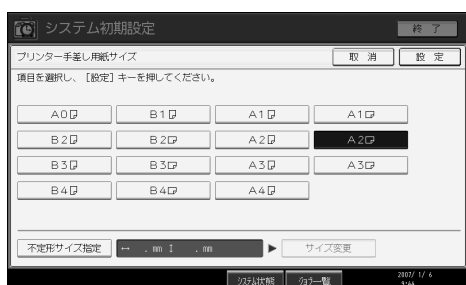 システム初期設定 終 了
プリンター手差し用紙サイズ 取 消 設 定
項目を選択し、［設定］キーを押してください。
A0 B1 A1 A1
B2 B2 A2 A2
B3 B3 A3 A3
B4 B4 A4
不定形サイズ指定 ↔ . mm . mm ▶ サイズ変更
システム状態 ジョブ一覧 2007/ 1/ 6